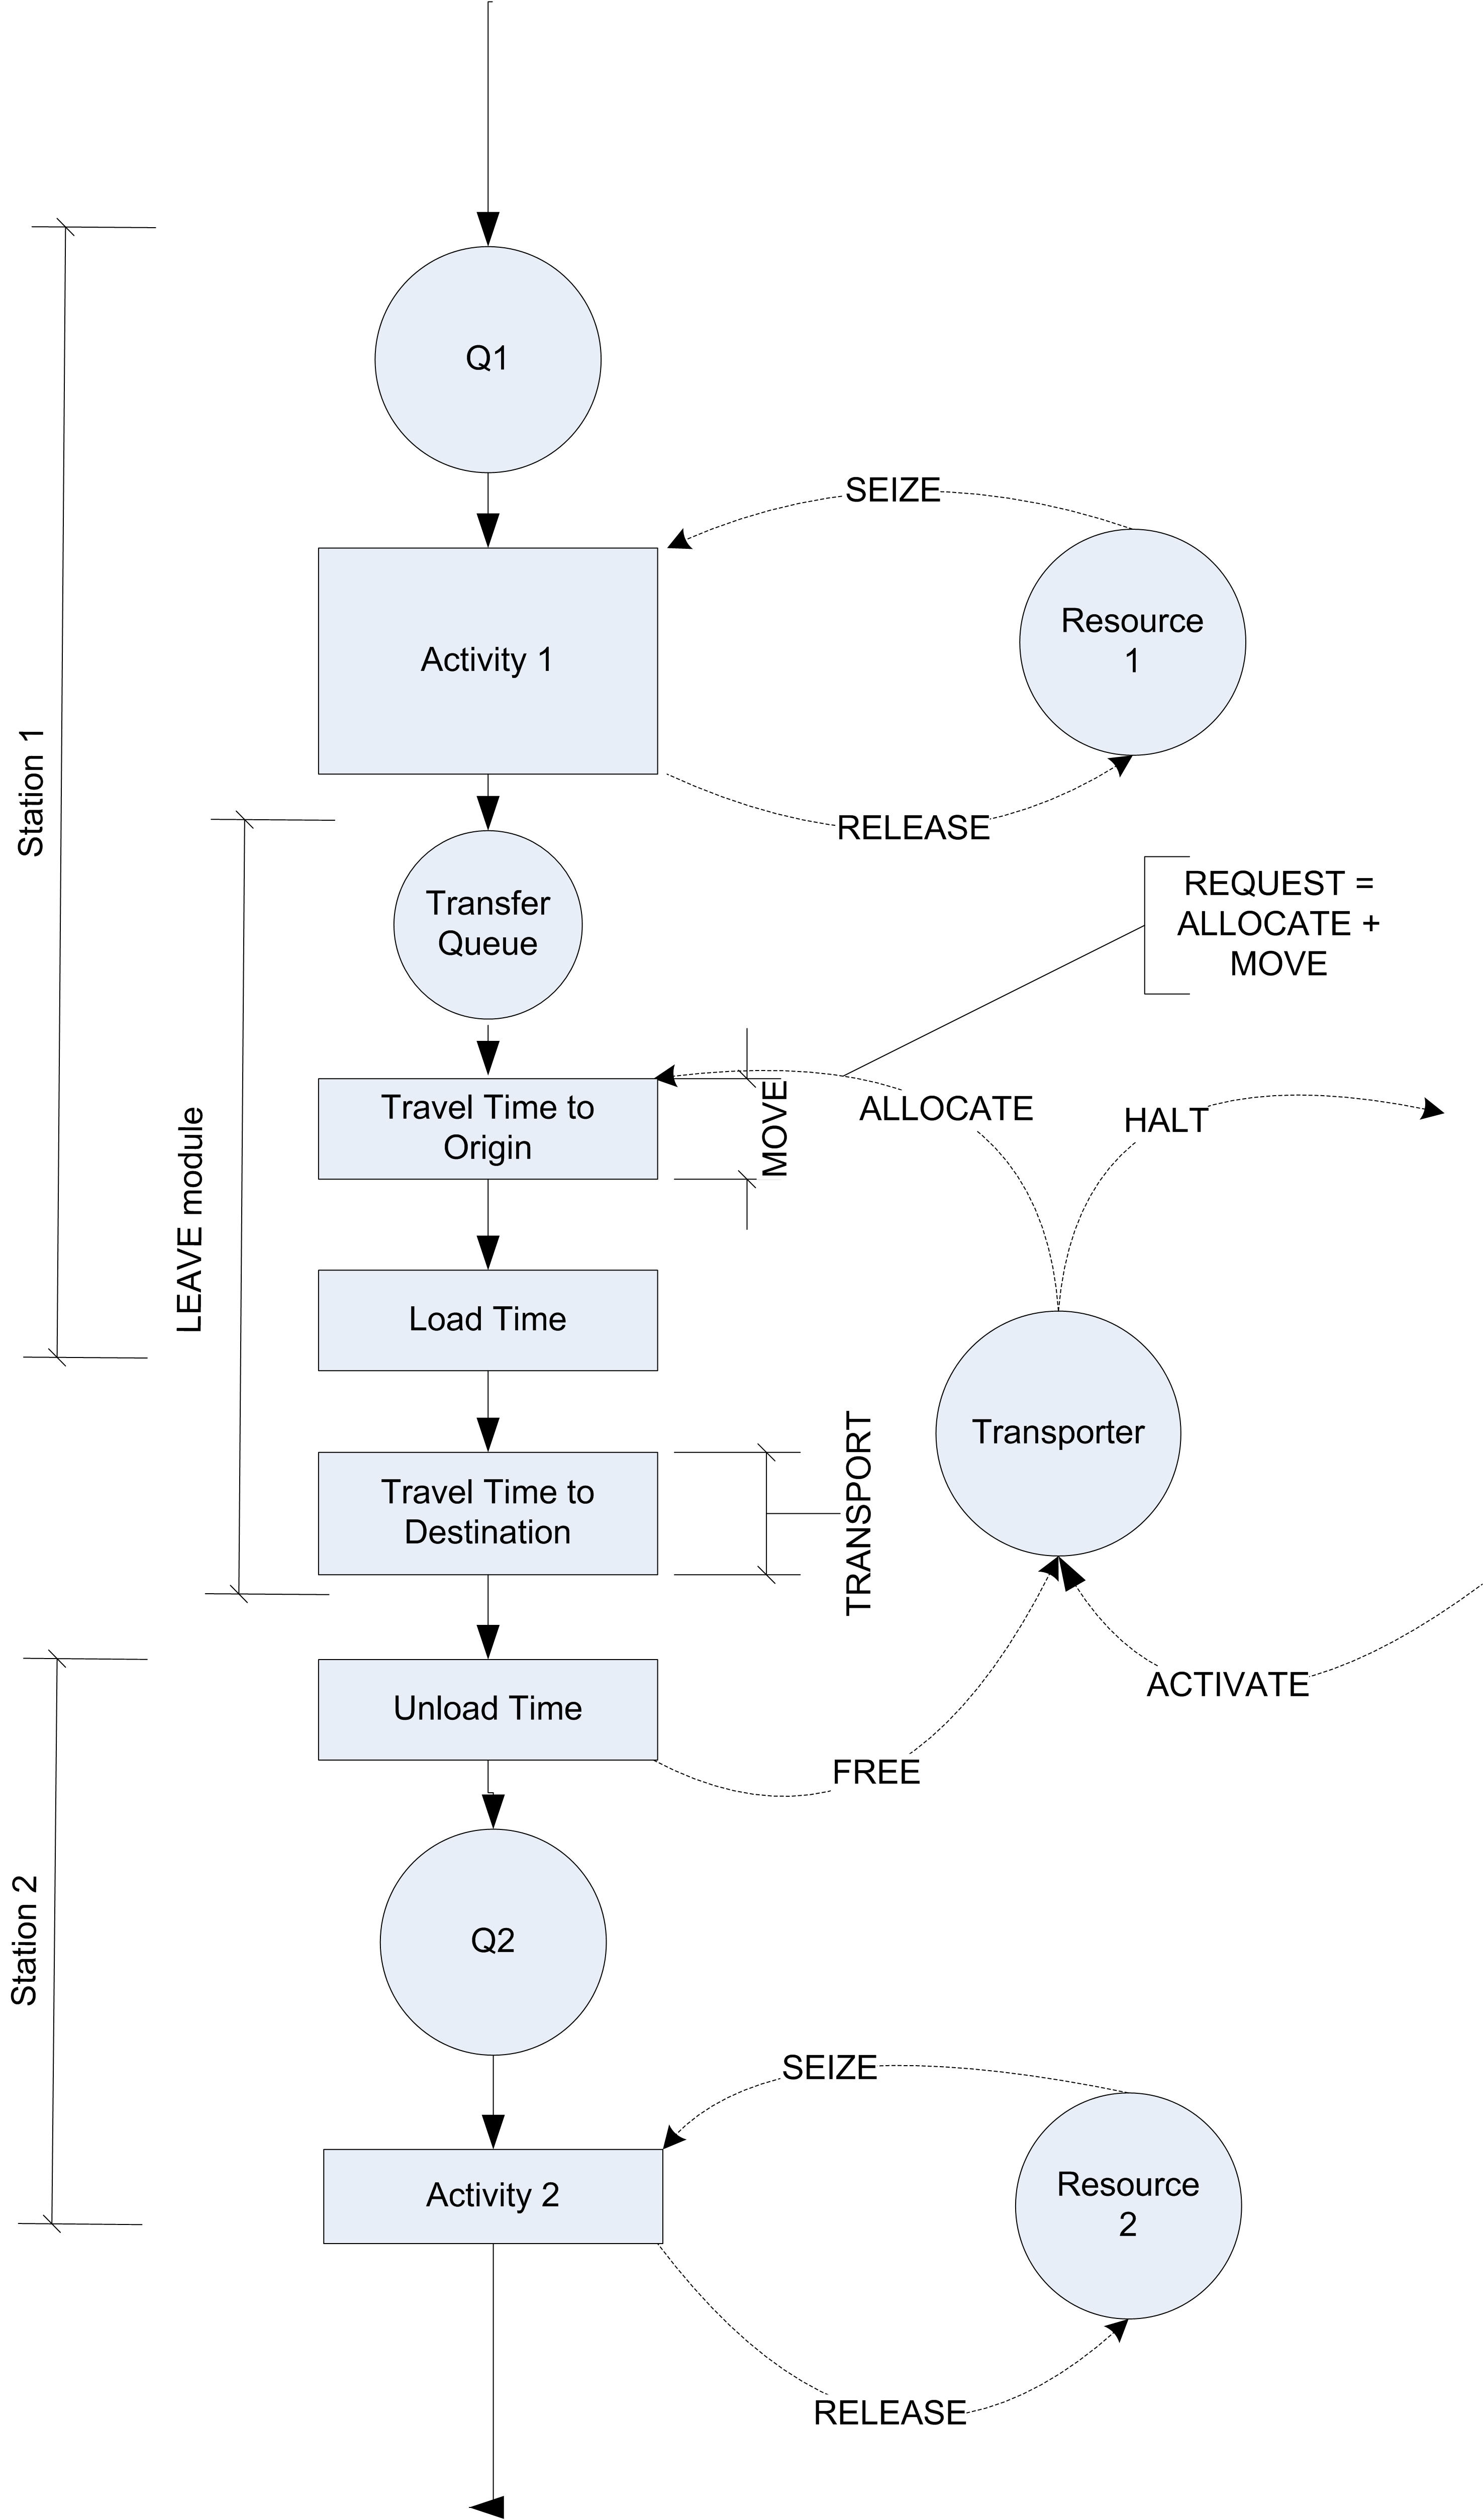 Q1
SEIZE
Resource
1
Activity 1
Station 1
RELEASE
Transfer
Queue
REQUEST =
ALLOCATE +
MOVE
Travel Time to
Origin
MOVE
ALLOCATE
HALT
LEAVE module
Load Time
Transporter
Travel Time to
Destination
TRANSPORT
Unload Time
ACTIVATE
FREE
Station 2
Q2
SEIZE
Activity 2
Resource
2
RELEASE